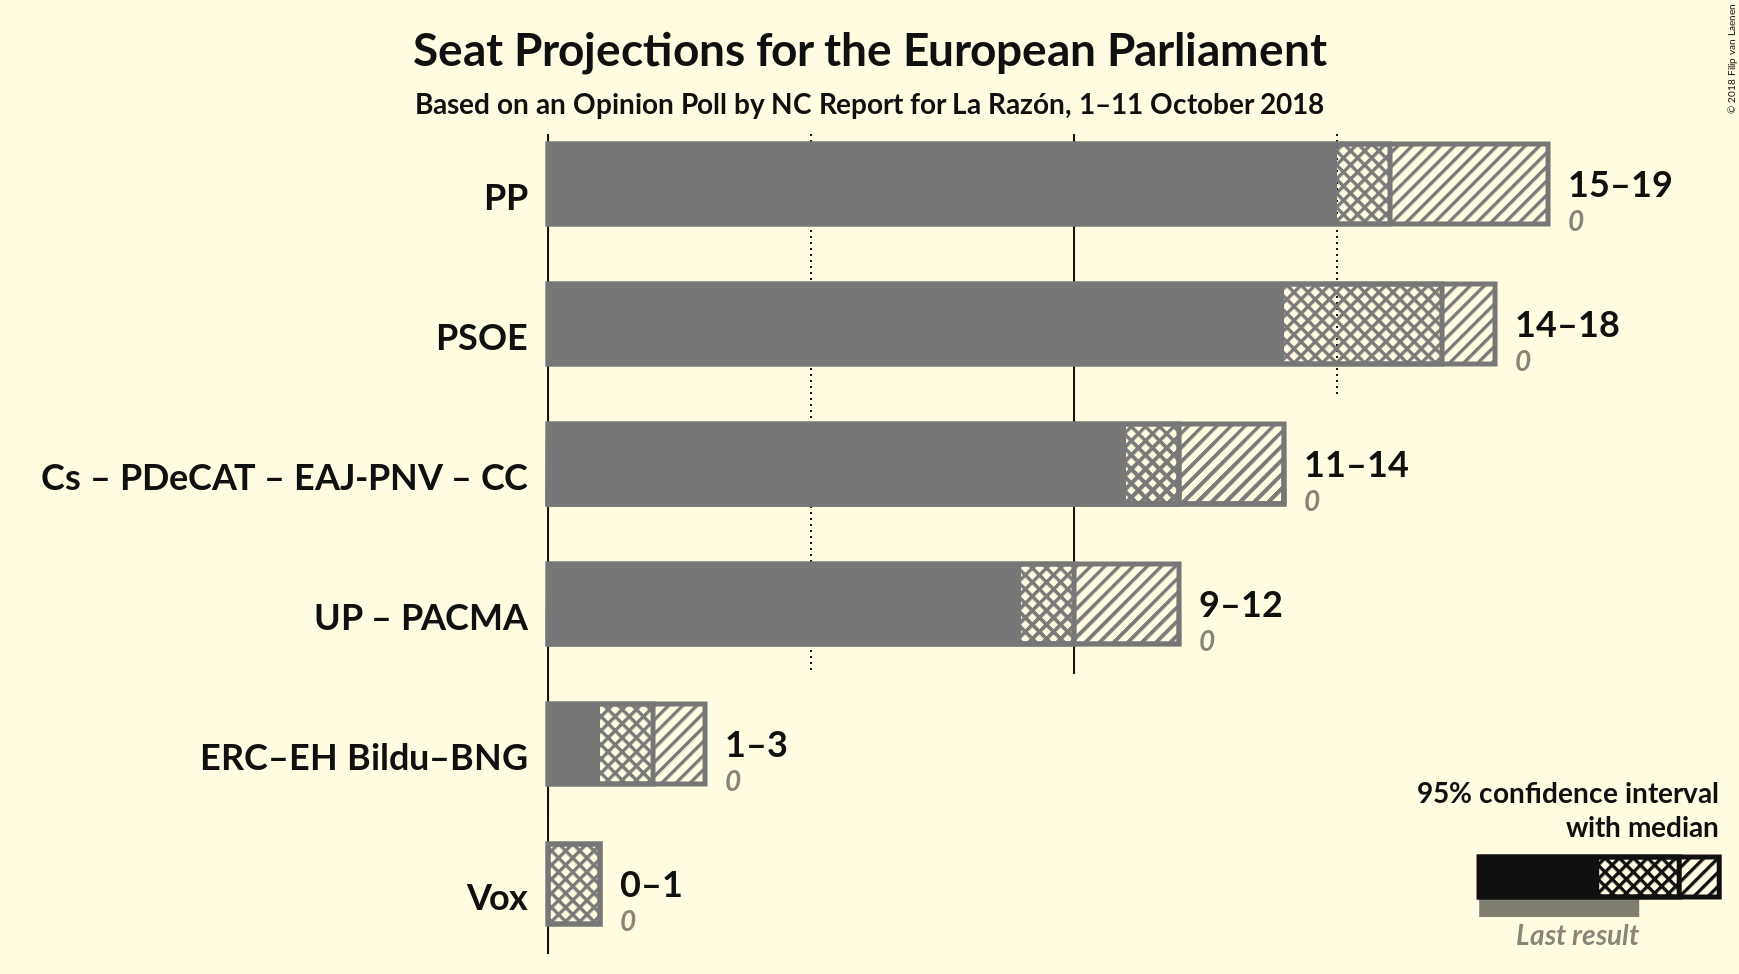 Seat Projections for the European Parliament
Based on an Opinion Poll by NC Report for La Razón, 1–11 October 2018
© 2018 Filip van Laenen
PP
15–19
0
PSOE
14–18
0
Cs – PDeCAT – EAJ-PNV – CC
11–14
0
UP – PACMA
9–12
0
ERC–EH Bildu–BNG
1–3
0
Vox
0–1
0
95% confidence interval
with median
Last result